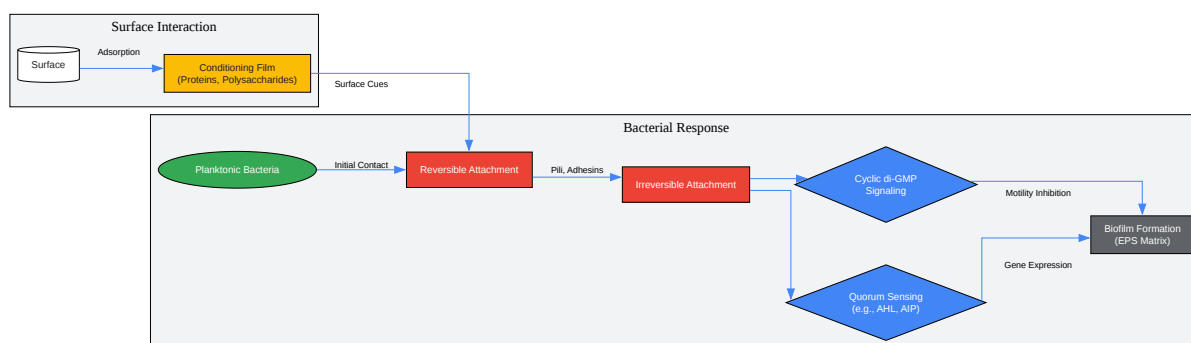 Surface Interaction
Surface
Adsorption
Conditioning Film
(Proteins, Polysaccharides)
Surface Cues
Bacterial Response
Planktonic Bacteria
Initial Contact
Reversible Attachment
Pili, Adhesins
Irreversible Attachment
Cyclic di-GMP
Signaling
Motility Inhibition
Biofilm Formation
(EPS Matrix)
Gene Expression
Quorum Sensing
(e.g., AHL, AIP)